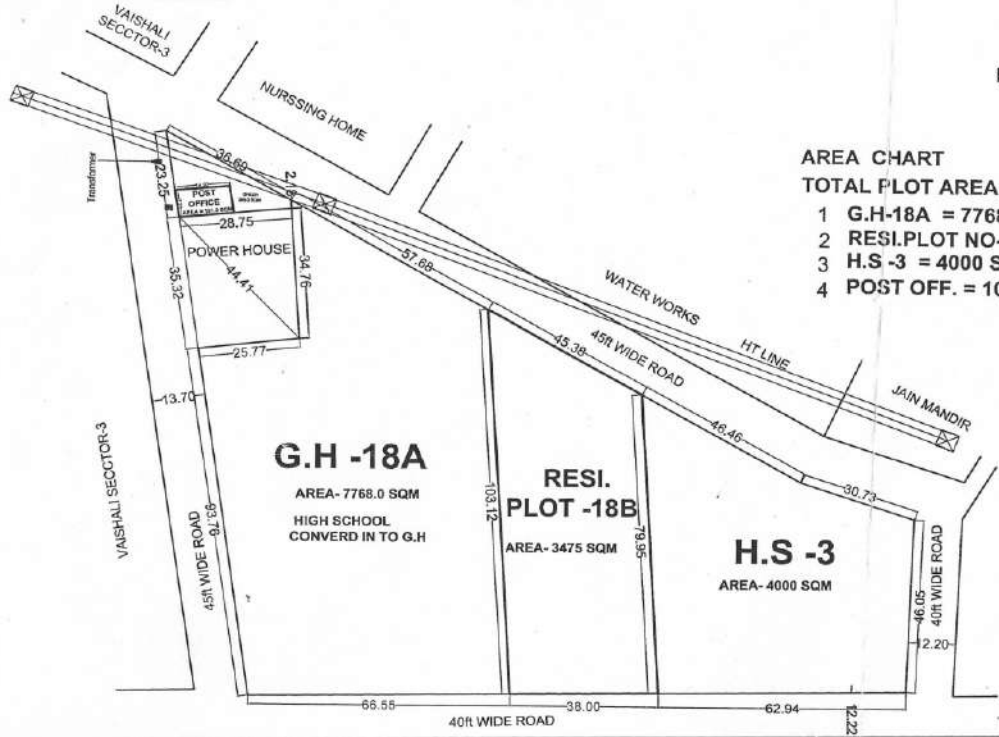 VAISHALI
SECCTOR-3
NURSSING HOME
AREA CHART
TOTAL PLOT AREA
1 G.H-18A = 7768
2 RESI.PLOT NO-
3 H.S -3 = 4000 S
4 POST OFF. = 10
Transformer
23.25
36.69
2.18
POST
OFFICE
28.75
POWER HOUSE
44.41
34.76
35.32
25.77
57.68
WATER WORKS
HT LINE
JAIN MANDIR
45ft WIDE ROAD
45.38
46.46
30.73
13.70
VAISHALI SECCTOR-3
93.76
45ft WIDE ROAD
G.H -18A
AREA- 7768.0 SQM
HIGH SCHOOL
CONVERD IN TO G.H
103.12
RESI.
PLOT -18B
AREA- 3475 SQM
79.95
H.S -3
AREA- 4000 SQM
46.05
40ft WIDE ROAD
12.20
66.55
38.00
62.94
12.22
40ft WIDE ROAD